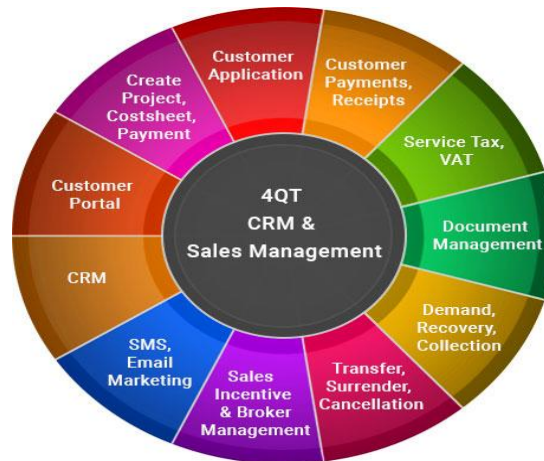 Customer
Application
Customer
Payments,
Receipts
Service Tax,
VAT
Document
Management
Demand,
Recovery,
Collection
Transfer,
Surrender,
Cancellation
Sales
Incentive
& Broker
Management
SMS,
Email
Marketing
CRM
Customer
Portal
Create
Project,
Costsheet,
Payment
4QT
CRM &
Sales Management